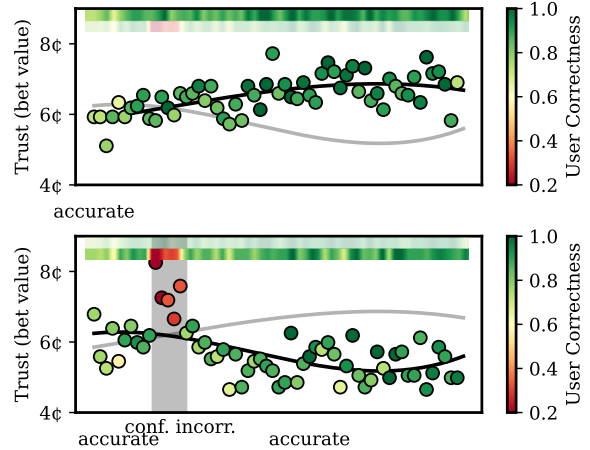 8¢
6¢
4¢
Trust (bet value)
accurate
1.0
0.8
0.6
0.4
0.2
User Correctness
8¢
6¢
4¢
Trust (bet value)
conf. incorr.
accurate
accurate
1.0
0.8
0.6
0.4
0.2
User Correctness